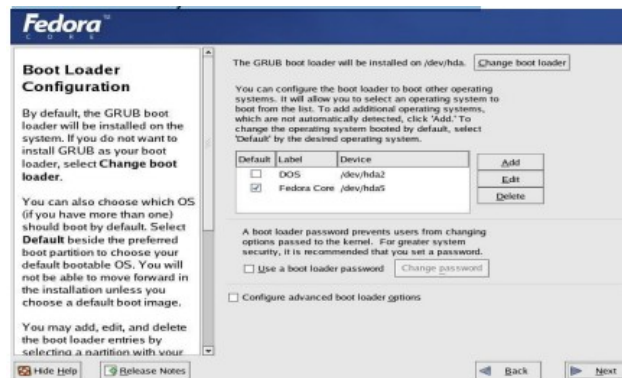 Fedora
CORE
Boot Loader
Configuration
By default, the GRUB boot
loader will be installed on the
system. If you do not want to
install GRUB as your boot
loader, select Change boot
loader.
You can also choose which OS
(if you have more than one)
should boot by default. Select
Default beside the preferred
boot partition to choose your
default bootable OS. You will
not be able to move forward in
the installation unless you
choose a default boot image.
You may add, edit, and delete
the boot loader entries by
selecting a partition with your
The GRUB boot loader will be installed on /dev/hda.
Change boot loader
You can configure the boot loader to boot other operating
systems. It will allow you to select an operating system to
boot from the list. To add additional operating systems,
which are not automatically detected, click 'Add.' To
change the operating system booted by default, select
'Default' by the desired operating system.
Default Label Device
DOS /dev/hda2
Fedora Core /dev/hda5
Add
Edit
Delete
A boot loader password prevents users from changing
options passed to the kernel. For greater system
security, it is recommended that you set a password.
Use a boot loader password
Change password
Configure advanced boot loader options
Hide Help
Release Notes
Back
Next